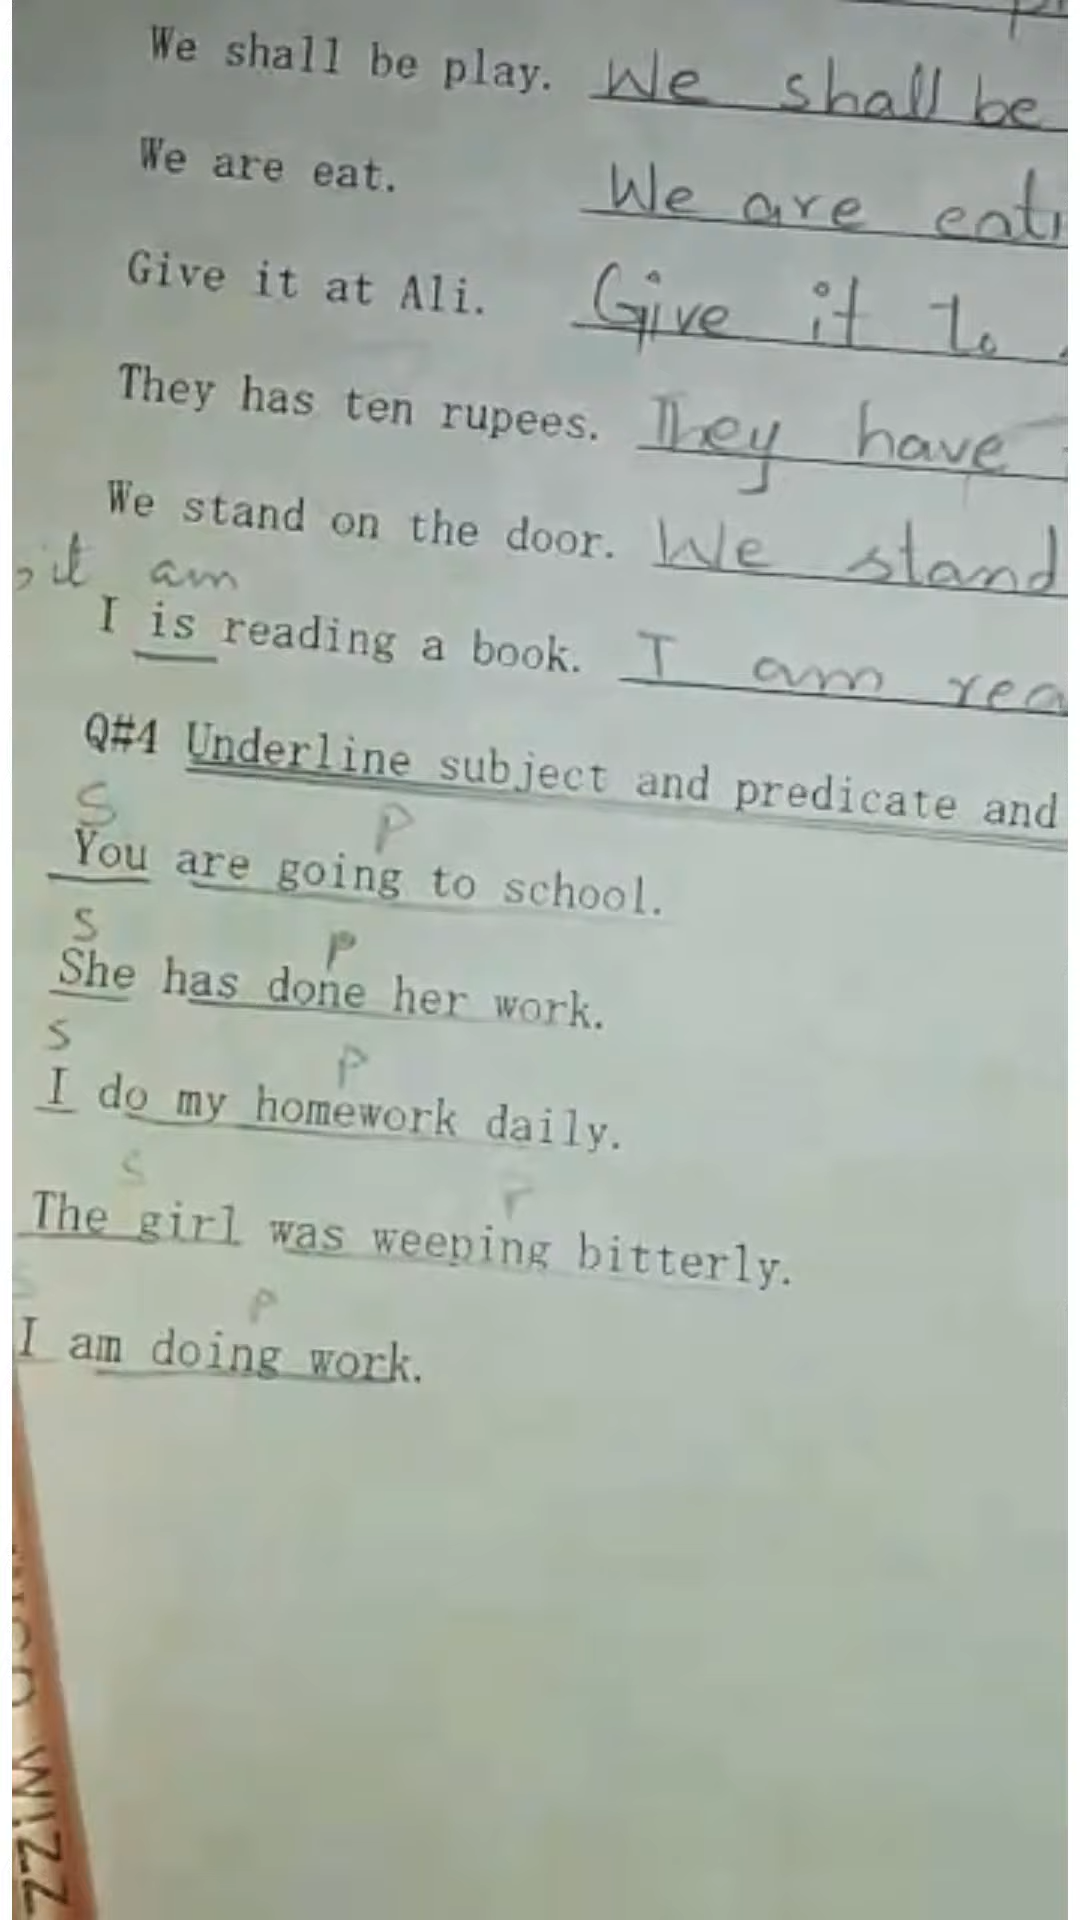 We shall be play. We shall be
We are eat. We are eati
Give it at Ali. Give it to
They has ten rupees. They have
We stand on the door. We stand
, it am
I is reading a book. I am rea
Q#4 Underline subject and predicate and
S P
You are going to school.
S P
She has done her work.
S P
I do my homework daily.
S P
The girl was weeping bitterly.
S P
I am doing work.
WIZZ